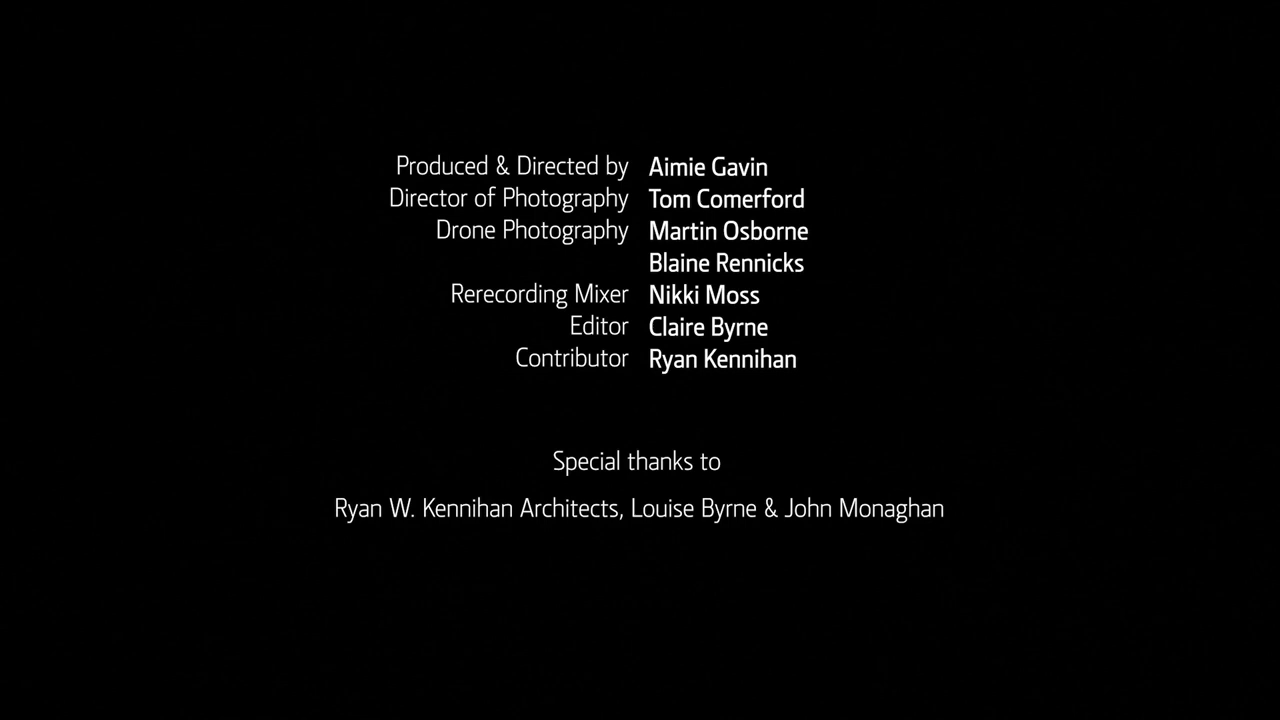 Produced & Directed by Aimie Gavin
Director of Photography Tom Comerford
Drone Photography Martin Osborne
Blaine Rennicks
Rerecording Mixer Nikki Moss
Editor Claire Byrne
Contributor Ryan Kennihan
Special thanks to
Ryan W. Kennihan Architects, Louise Byrne & John Monaghan